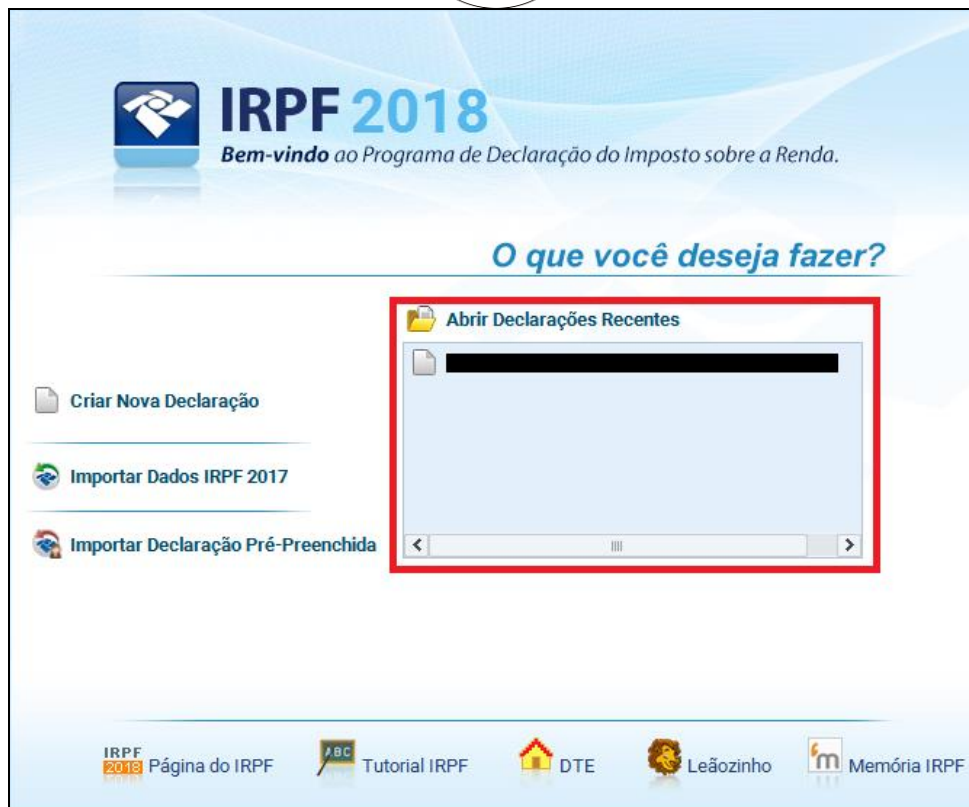 IRPF 2018
Bem-vindo ao Programa de Declaração do Imposto sobre a Renda.
O que você deseja fazer?
Abrir Declarações Recentes
Criar Nova Declaração
Importar Dados IRPF 2017
Importar Declaração Pré-Preenchida
IRPF 2018 Página do IRPF
ABC Tutorial IRPF
DTE
Leãozinho
m Memória IRPF